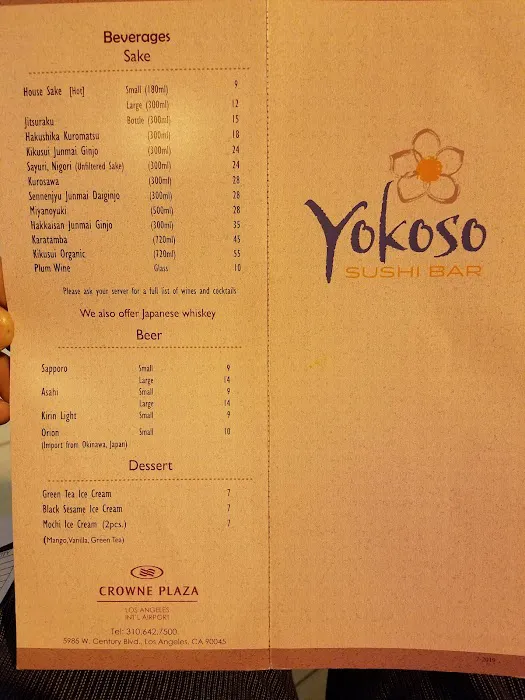 Beverages
Sake
House Sake [Hot] Small (180ml) 9
Large (300ml) 12
Jitsuraku Bottle (300ml) 15
Hakushika Kuromatsu (300ml) 18
Kikusui Junmai Ginjo (300ml) 24
Sayuri, Nigori (Unfiltered Sake) (300ml) 24
Kurosawa (300ml) 28
Sennenjyu Junmai Daiginjo (300ml) 28
Miyanoyuki (500ml) 28
Hakkaisan Junmai Ginjo (300ml) 35
Karatamba (720ml) 45
Kikusui Organic (720ml) 55
Plum Wine Glass 10
Please ask your server for a full list of wines and cocktails
We also offer Japanese whiskey
Beer
Sapporo Small 9
Large 14
Asahi Small 9
Large 14
Kirin Light Small 9
Orion Small 10
(Import from Okinawa, Japan)
Dessert
Green Tea Ice Cream 7
Black Sesame Ice Cream 7
Mochi Ice Cream (2pcs.) 7
(Mango, Vanilla, Green Tea)
CROWNE PLAZA
LOS ANGELES
INT'L AIRPORT
Tel: 310.642.7500
5985 W. Century Blvd., Los Angeles, CA 90045
Yokoso
SUSHI BAR